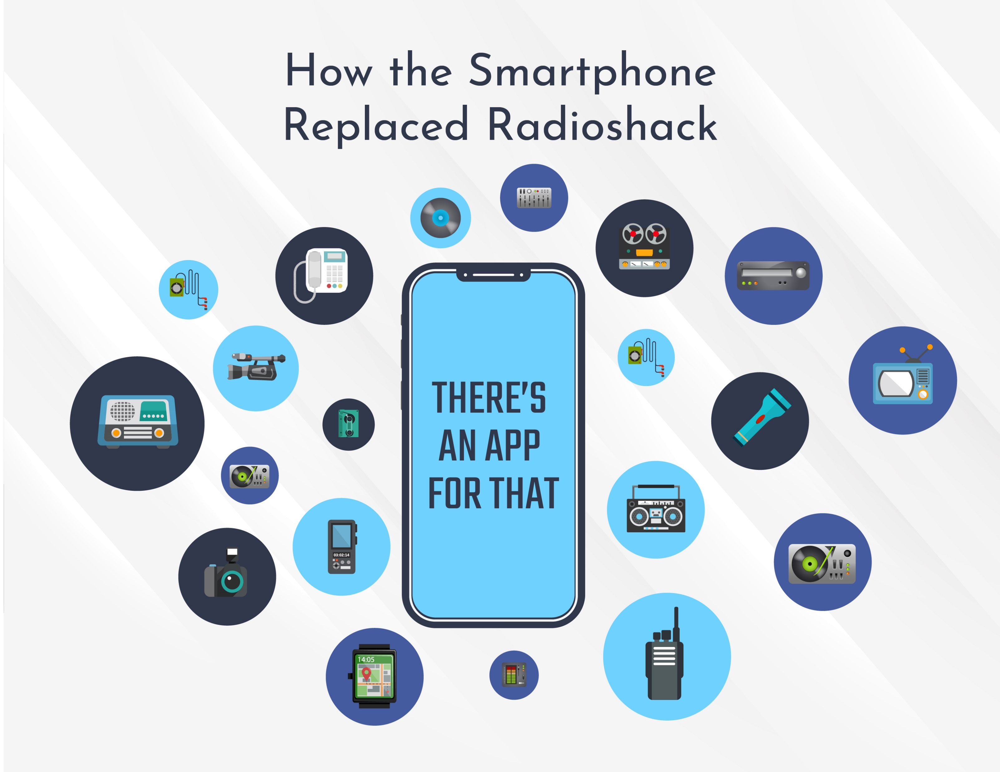 How the Smartphone
Replaced Radioshack
THERE'S
AN APP
FOR THAT
03:02:14
14:05